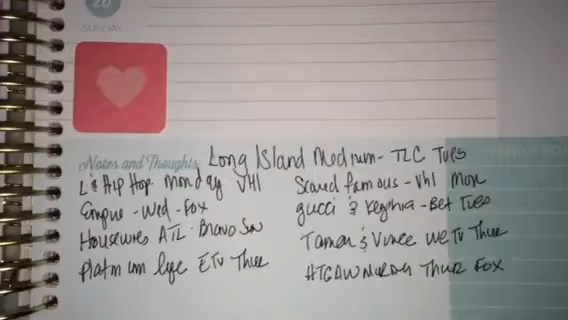 26
SUNDAY
Notes and Thoughts
Long Island Medium - TLC Tues
L & Hip Hop Monday VH1
Scared famous - Vh1 Mon
Empire - Wed - Fox
gucci & Keyshia - Bet Tues
Housewives ATL - Bravo Sun
Tamar & Vince We Tv Thur
Platinum life E Tv Thur
HTGAWMurder Thur Fox